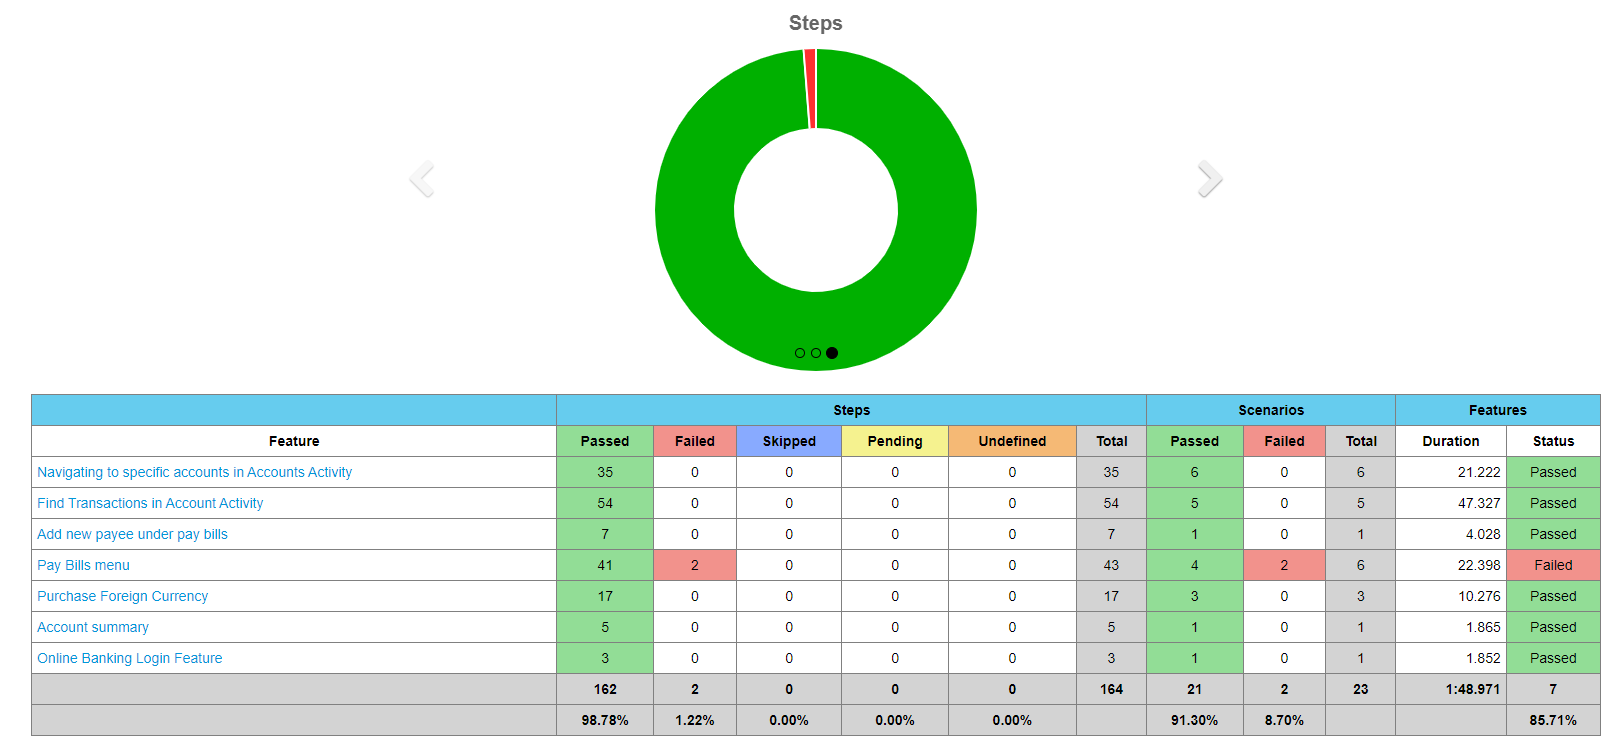 Steps
Steps Scenarios Features
Feature Passed Failed Skipped Pending Undefined Total Passed Failed Total Duration Status
Navigating to specific accounts in Accounts Activity 35 0 0 0 0 35 6 0 6 21.222 Passed
Find Transactions in Account Activity 54 0 0 0 0 54 5 0 5 47.327 Passed
Add new payee under pay bills 7 0 0 0 0 7 1 0 1 4.028 Passed
Pay Bills menu 41 2 0 0 0 43 4 2 6 22.398 Failed
Purchase Foreign Currency 17 0 0 0 0 17 3 0 3 10.276 Passed
Account summary 5 0 0 0 0 5 1 0 1 1.865 Passed
Online Banking Login Feature 3 0 0 0 0 3 1 0 1 1.852 Passed
162 2 0 0 0 164 21 2 23 1:48.971 7
98.78% 1.22% 0.00% 0.00% 0.00% 91.30% 8.70% 85.71%